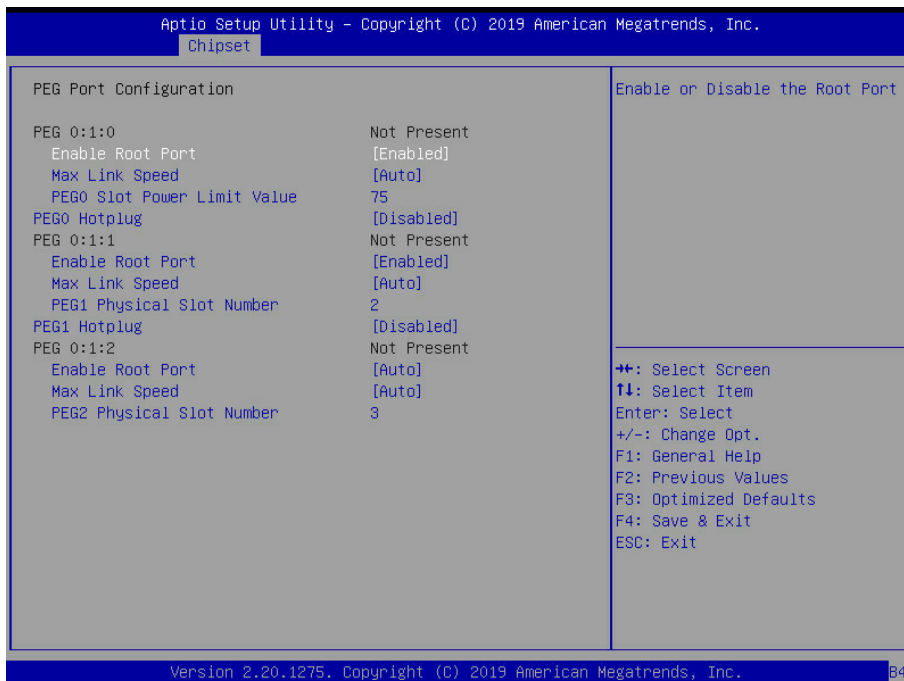 Aptio Setup Utility – Copyright (C) 2019 American Megatrends, Inc.
Chipset
PEG Port Configuration
PEG 0:1:0 Not Present
Enable Root Port [Enabled]
Max Link Speed [Auto]
PEG0 Slot Power Limit Value 75
PEG0 Hotplug [Disabled]
PEG 0:1:1 Not Present
Enable Root Port [Enabled]
Max Link Speed [Auto]
PEG1 Physical Slot Number 2
PEG1 Hotplug [Disabled]
PEG 0:1:2 Not Present
Enable Root Port [Auto]
Max Link Speed [Auto]
PEG2 Physical Slot Number 3
Enable or Disable the Root Port
→←: Select Screen
↑↓: Select Item
Enter: Select
+/-: Change Opt.
F1: General Help
F2: Previous Values
F3: Optimized Defaults
F4: Save & Exit
ESC: Exit
Version 2.20.1275. Copyright (C) 2019 American Megatrends, Inc.
B4